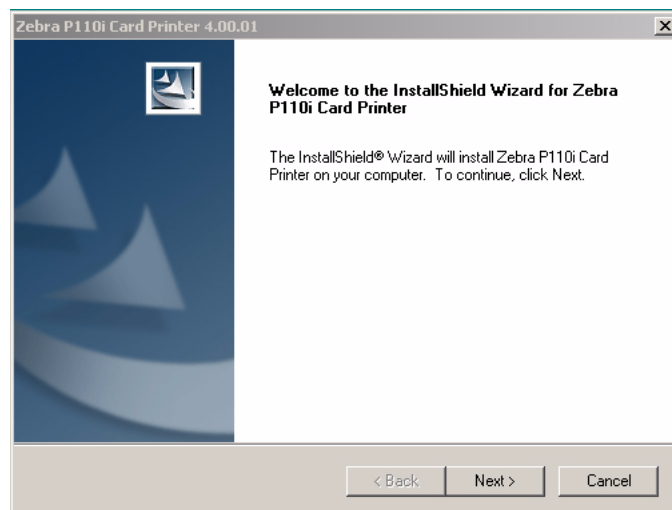 Zebra P110i Card Printer 4.00.01
Welcome to the InstallShield Wizard for Zebra
P110i Card Printer
The InstallShield® Wizard will install Zebra P110i Card
Printer on your computer. To continue, click Next.
< Back
Next >
Cancel